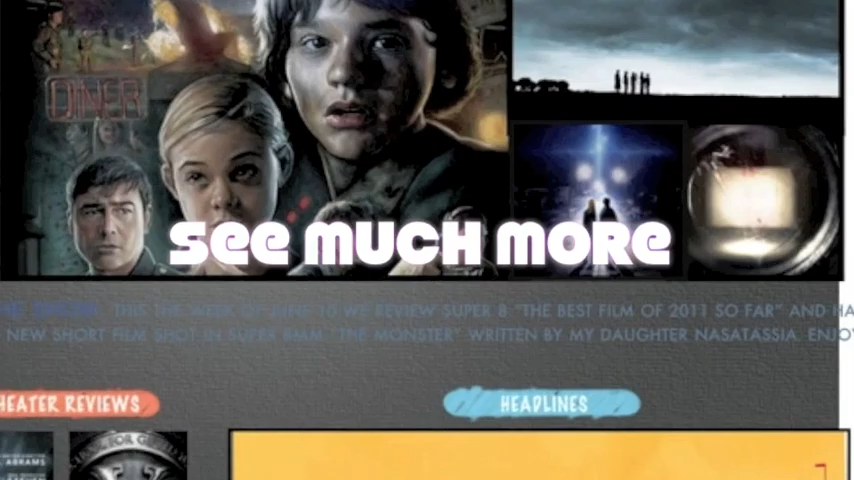 DINER
SEE MUCH MORE
THIS THE WEEK OF JUNE 10 WE REVIEW SUPER 8 "THE BEST FILM OF 2011 SO FAR" AND HA
NEW SHORT FILM SHOT IN SUPER 8MM "THE MONSTER" WRITTEN BY MY DAUGHTER NASATASSIA. ENJO
HEATER REVIEWS
HEADLINES
ABRAMS